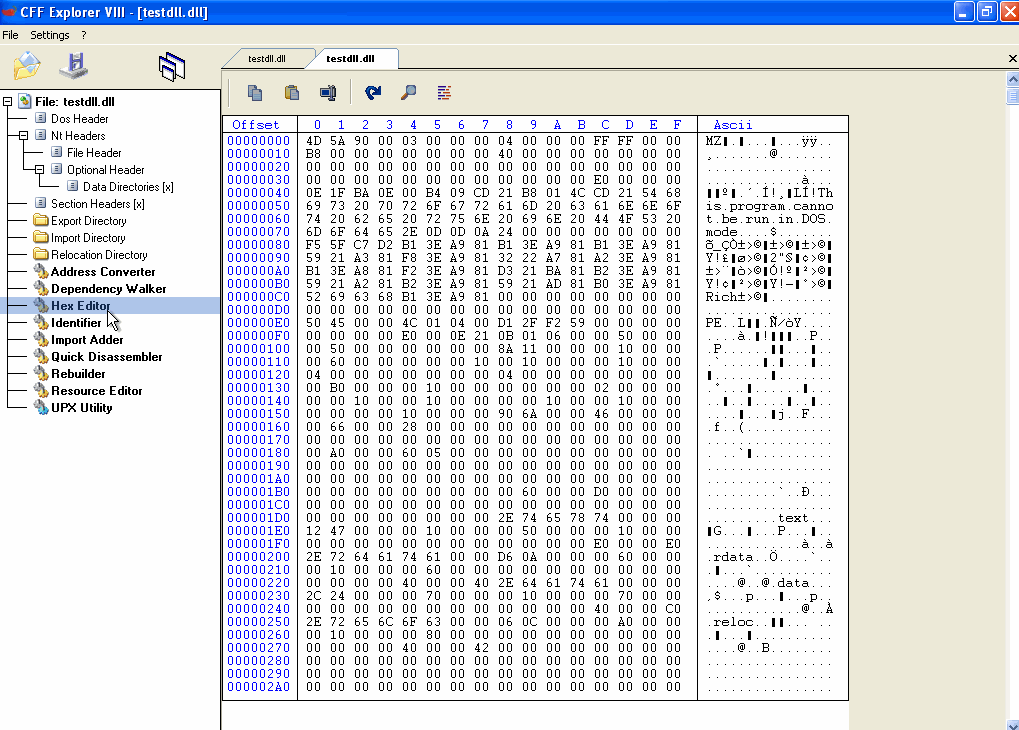 CFF Explorer VIII - [testdll.dll]
File Settings ?
testdll.dll
testdll.dll
File: testdll.dll
Dos Header
Nt Headers
File Header
Optional Header
Data Directories [x]
Section Headers [x]
Export Directory
Import Directory
Relocation Directory
Address Converter
Dependency Walker
Hex Editor
Identifier
Import Adder
Quick Disassembler
Rebuilder
Resource Editor
UPX Utility
Offset 0 1 2 3 4 5 6 7 8 9 A B C D E F Ascii
00000000 4D 5A 90 00 03 00 00 00 04 00 00 00 FF FF 00 00 MZ▌.▌...▌...ÿÿ..
00000010 B8 00 00 00 00 00 00 00 40 00 00 00 00 00 00 00 ¸.......@.......
00000020 00 00 00 00 00 00 00 00 00 00 00 00 00 00 00 00 ................
00000030 00 00 00 00 00 00 00 00 00 00 00 00 E0 00 00 00 ............à...
00000040 0E 1F BA 0E 00 B4 09 CD 21 B8 01 4C CD 21 54 68 ▌▌º▌.´.Í!¸▌LÍ!Th
00000050 69 73 20 70 72 6F 67 72 61 6D 20 63 61 6E 6E 6F is.program.canno
00000060 74 20 62 65 20 72 75 6E 20 69 6E 20 44 4F 53 20 t.be.run.in.DOS.
00000070 6D 6F 64 65 2E 0D 0D 0A 24 00 00 00 00 00 00 00 mode....$.......
00000080 F5 5F C7 D2 B1 3E A9 81 B1 3E A9 81 B1 3E A9 81 õ_ÇÒ±>©▌±>©▌±>©▌
00000090 59 21 A3 81 F8 3E A9 81 32 22 A7 81 A2 3E A9 81 Y!£▌ø>©▌2"§▌¢>©▌
000000A0 B1 3E A8 81 F2 3E A9 81 D3 21 BA 81 B2 3E A9 81 ±>¨▌ò>©▌Ó!º▌²>©▌
000000B0 59 21 A2 81 B2 3E A9 81 59 21 AD 81 B0 3E A9 81 Y!¢▌²>©▌Y!–▌°>©▌
000000C0 52 69 63 68 B1 3E A9 81 00 00 00 00 00 00 00 00 Rich±>©▌........
000000D0 00 00 00 00 00 00 00 00 00 00 00 00 00 00 00 00 ................
000000E0 50 45 00 00 4C 01 04 00 D1 2F F2 59 00 00 00 00 PE..L▌▌.Ñ/òY....
000000F0 00 00 00 00 E0 00 0E 21 0B 01 06 00 00 50 00 00 ....à.▌!▌▌▌..P..
00000100 00 50 00 00 00 00 00 00 8A 11 00 00 00 10 00 00 .P......▌▌...▌..
00000110 00 60 00 00 00 00 00 10 00 10 00 00 00 10 00 00 .`.....▌.▌...▌..
00000120 04 00 00 00 00 00 00 00 04 00 00 00 00 00 00 00 ▌.......▌.......
00000130 00 B0 00 00 00 10 00 00 00 00 00 00 02 00 00 00 .°...▌......▌...
00000140 00 00 10 00 00 10 00 00 00 00 10 00 00 10 00 00 ..▌..▌....▌..▌..
00000150 00 00 00 00 10 00 00 00 90 6A 00 00 46 00 00 00 ....▌...▌j..F...
00000160 00 66 00 00 28 00 00 00 00 00 00 00 00 00 00 00 .f..(...........
00000170 00 00 00 00 00 00 00 00 00 00 00 00 00 00 00 00 ................
00000180 00 A0 00 00 60 05 00 00 00 00 00 00 00 00 00 00 ....`▌..........
00000190 00 00 00 00 00 00 00 00 00 00 00 00 00 00 00 00 ................
000001A0 00 00 00 00 00 00 00 00 00 00 00 00 00 00 00 00 ................
000001B0 00 00 00 00 00 00 00 00 00 60 00 00 D0 00 00 00 .........`..Ð...
000001C0 00 00 00 00 00 00 00 00 00 00 00 00 00 00 00 00 ................
000001D0 00 00 00 00 00 00 00 00 2E 74 65 78 74 00 00 00 .........text...
000001E0 12 47 00 00 00 10 00 00 00 50 00 00 00 10 00 00 ▌G...▌...P...▌..
000001F0 00 00 00 00 00 00 00 00 00 00 00 00 E0 00 00 E0 ............à..à
00000200 2E 72 64 61 74 61 00 00 D6 0A 00 00 00 60 00 00 .rdata..Ö....`..
00000210 00 10 00 00 00 60 00 00 00 00 00 00 00 00 00 00 .▌...`..........
00000220 00 00 00 00 40 00 00 40 2E 64 61 74 61 00 00 00 ....@..@.data...
00000230 2C 24 00 00 00 70 00 00 00 10 00 00 00 70 00 00 ,$...p...▌...p..
00000240 00 00 00 00 00 00 00 00 00 00 00 00 40 00 00 C0 ............@..À
00000250 2E 72 65 6C 6F 63 00 00 06 0C 00 00 00 A0 00 00 .reloc..▌▌......
00000260 00 10 00 00 00 80 00 00 00 00 00 00 00 00 00 00 .▌...▌..........
00000270 00 00 00 00 40 00 00 42 00 00 00 00 00 00 00 00 ....@..B........
00000280 00 00 00 00 00 00 00 00 00 00 00 00 00 00 00 00 ................
00000290 00 00 00 00 00 00 00 00 00 00 00 00 00 00 00 00 ................
000002A0 00 00 00 00 00 00 00 00 00 00 00 00 00 00 00 00 ................